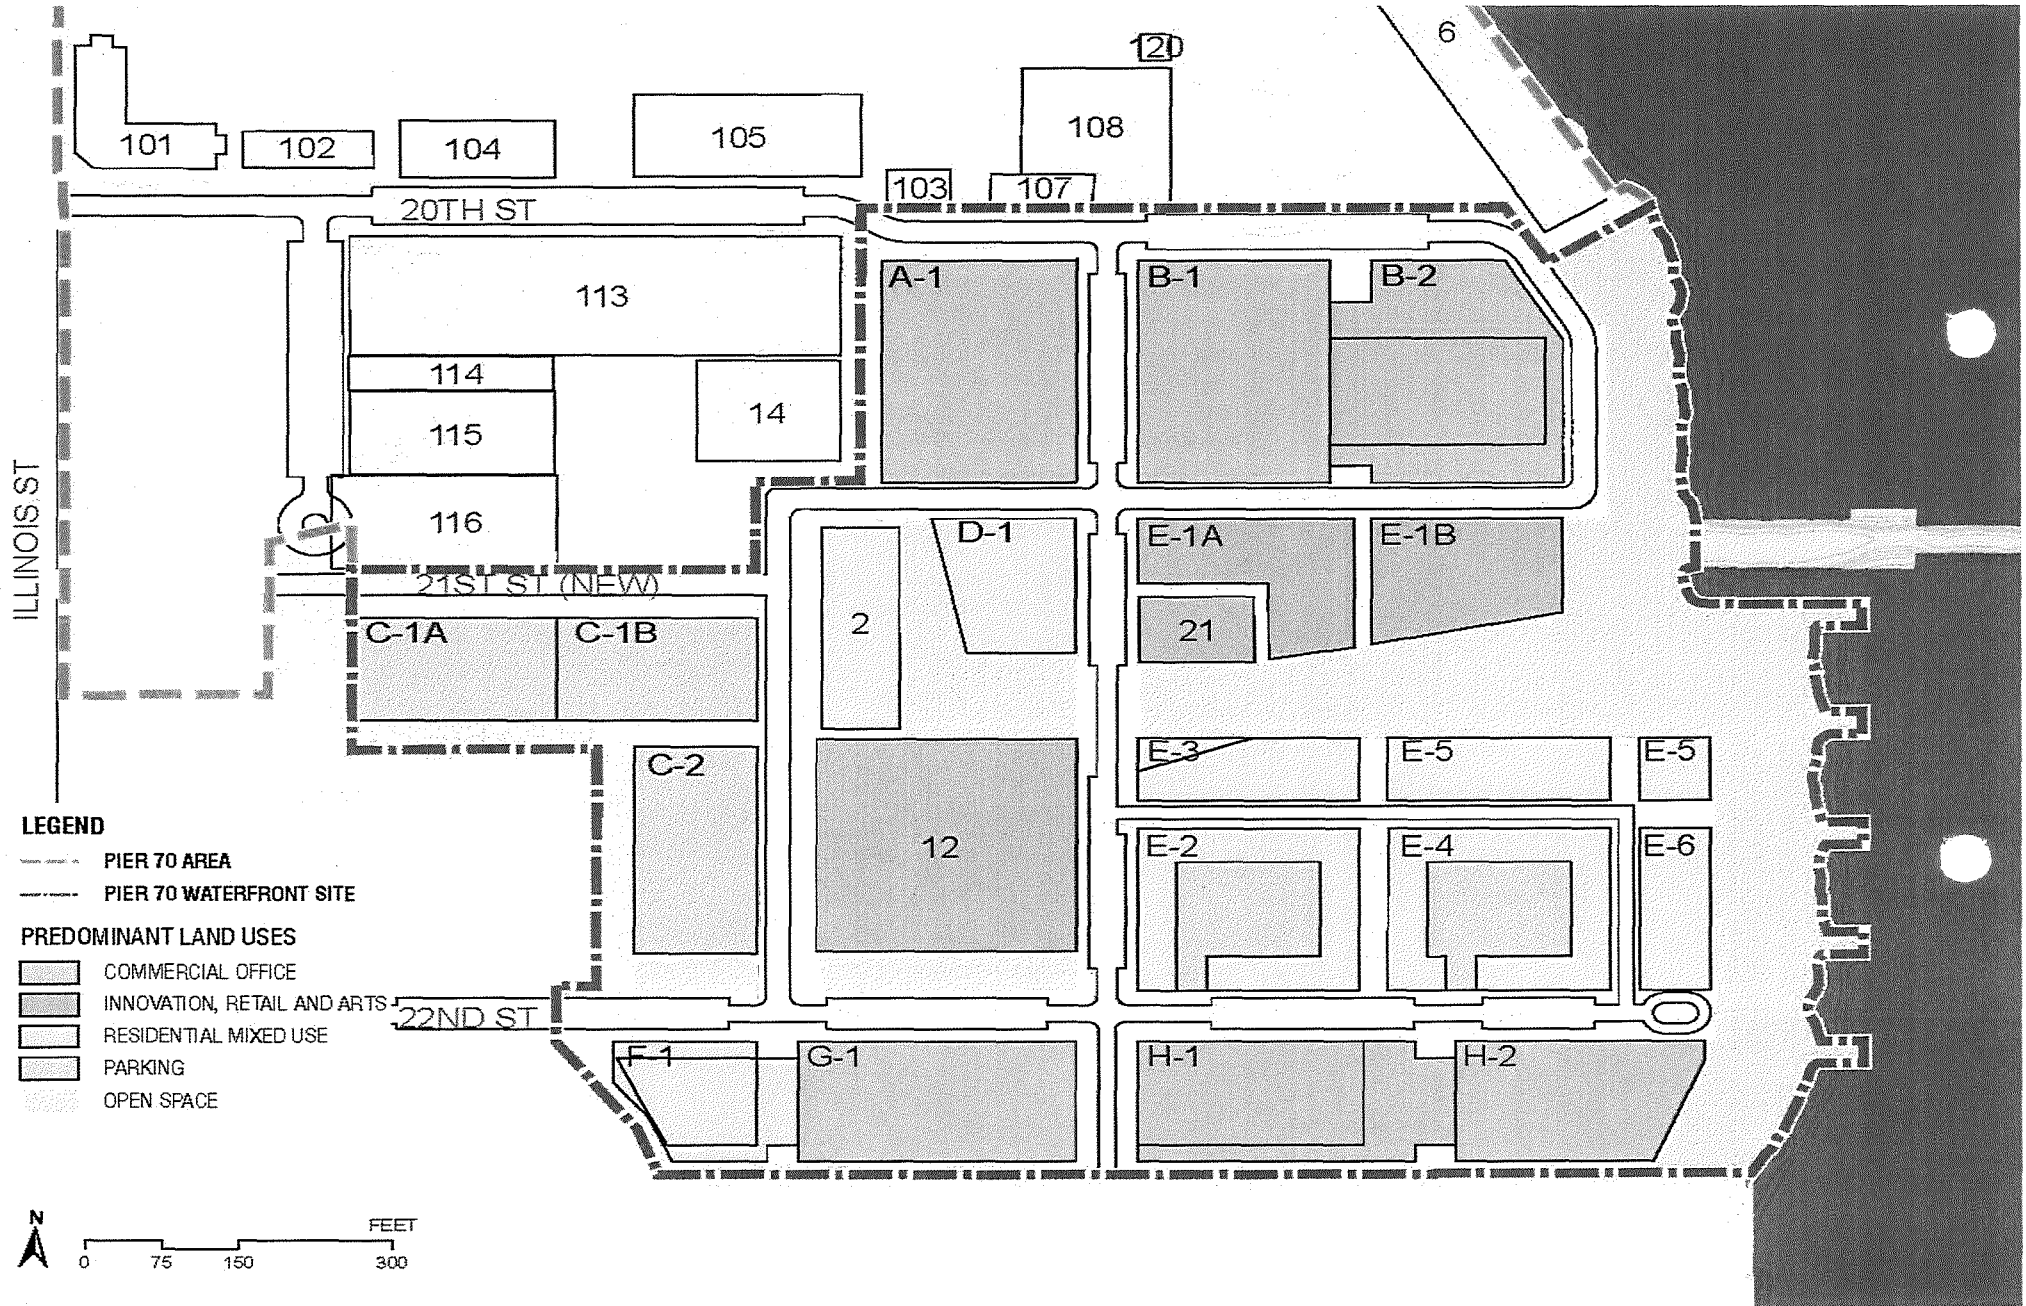 6
120
108
105
101
102
104
103
107
20TH ST
A-1
B-1
B-2
113
114
14
115
116
ILLINOIS ST
D-1
E-1A
E-1B
21ST ST (NEW)
2
21
C-1A
C-1B
E-3
E-5
E-5
C-2
12
E-2
E-4
E-6
22ND ST
F-1
G-1
H-1
H-2
LEGEND
PIER 70 AREA
PIER 70 WATERFRONT SITE
PREDOMINANT LAND USES
COMMERCIAL OFFICE
INNOVATION, RETAIL AND ARTS
RESIDENTIAL MIXED USE
PARKING
OPEN SPACE
N
FEET
0 75 150 300